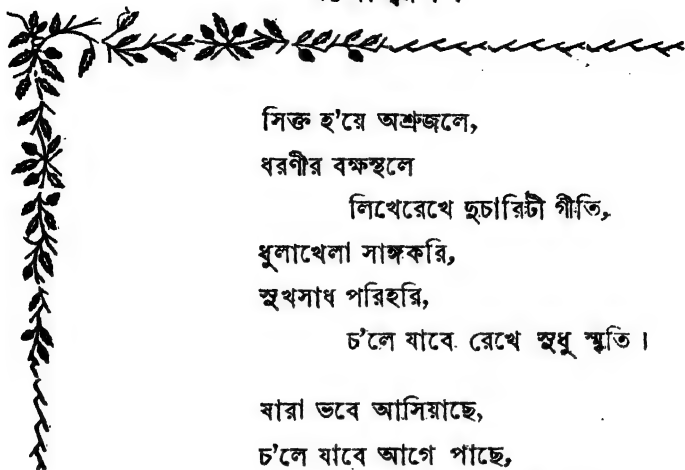 সিক্ত হ'য়ে অশ্রুজলে,
ধরণীর বক্ষস্থলে
লিখেরেখে দুচারিটী গীতি,
ধুলাখেলা সাঙ্গকরি,
সুখসাধ পরিহরি,
চ'লে যাবে রেখে সুধু স্মৃতি।
যারা ভবে আসিয়াছে,
চ'লে যাবে আগে পাছে,